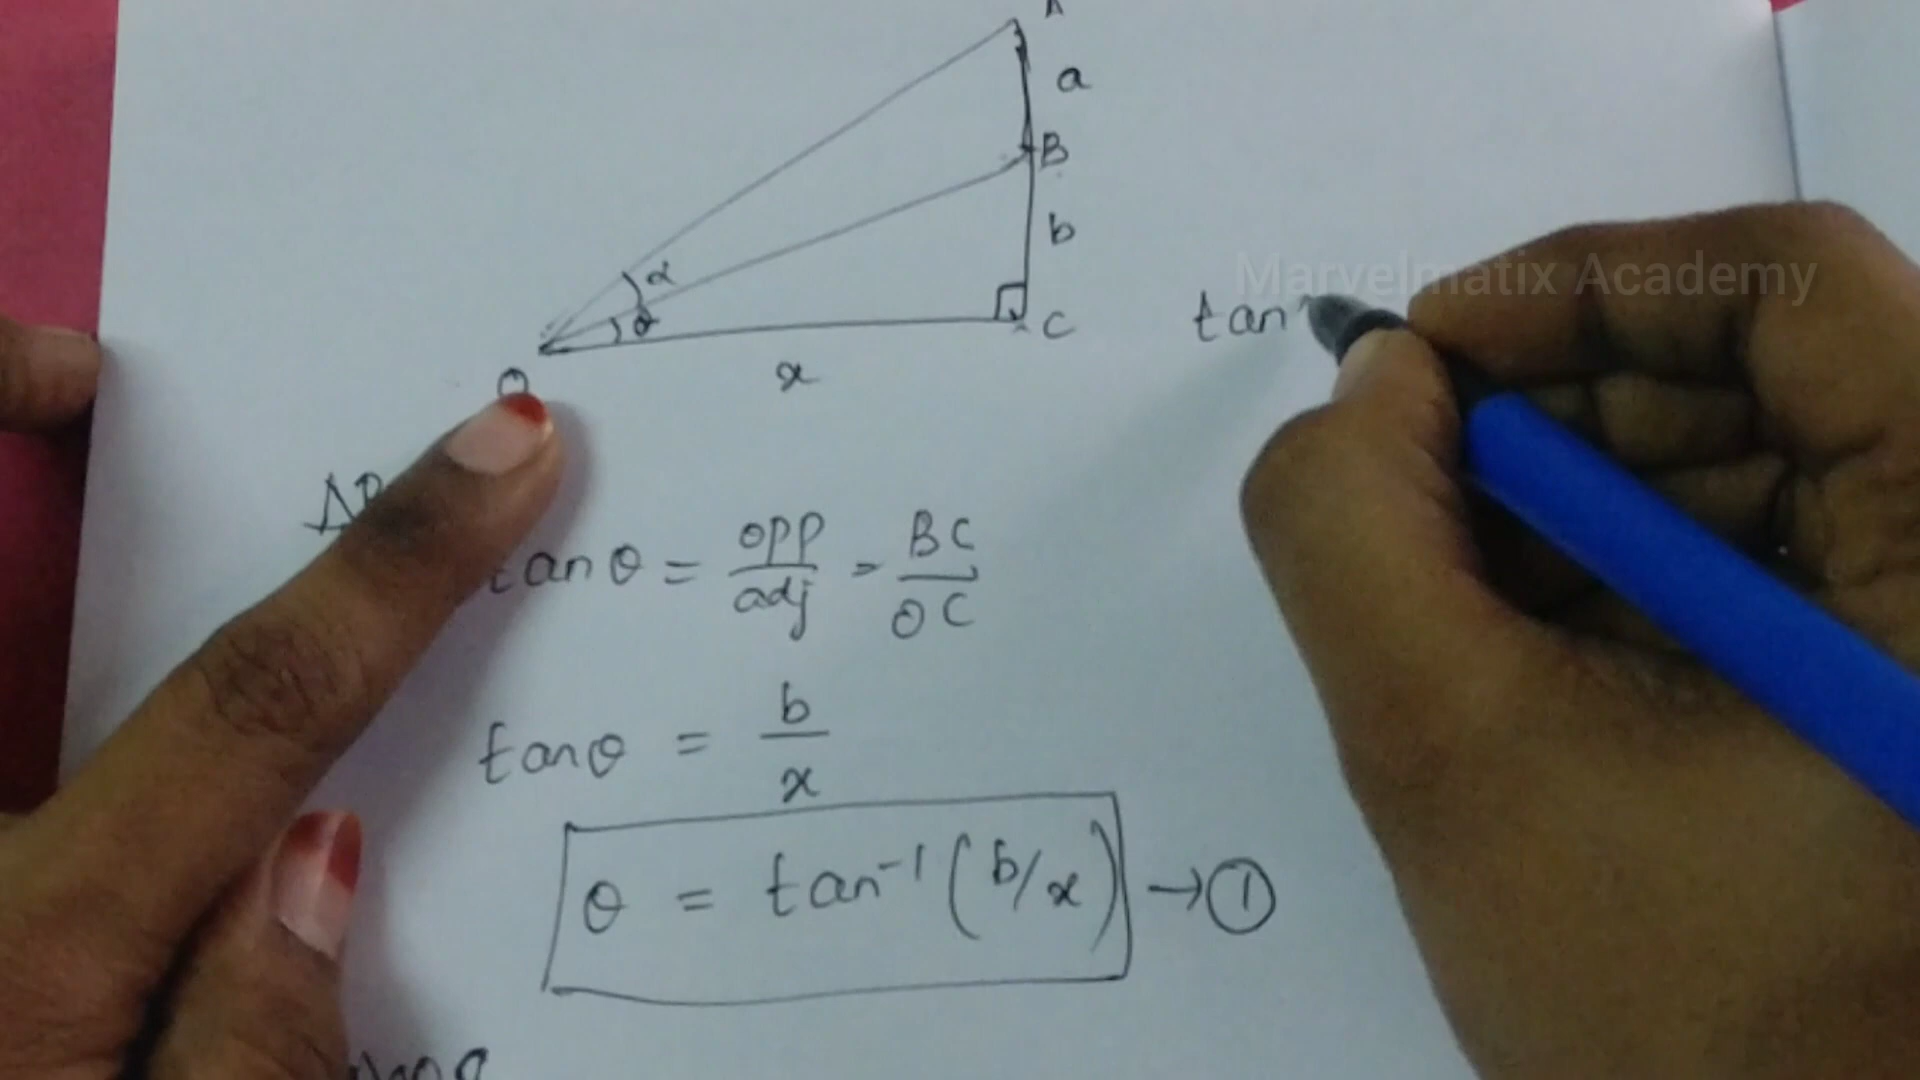 A
a
B
b
α
θ
C
O
x
Marvelmatix Academy
tan
tanθ = opp/adj = BC/OC
tanθ = b/x
θ = tan⁻¹ (b/x) → ①